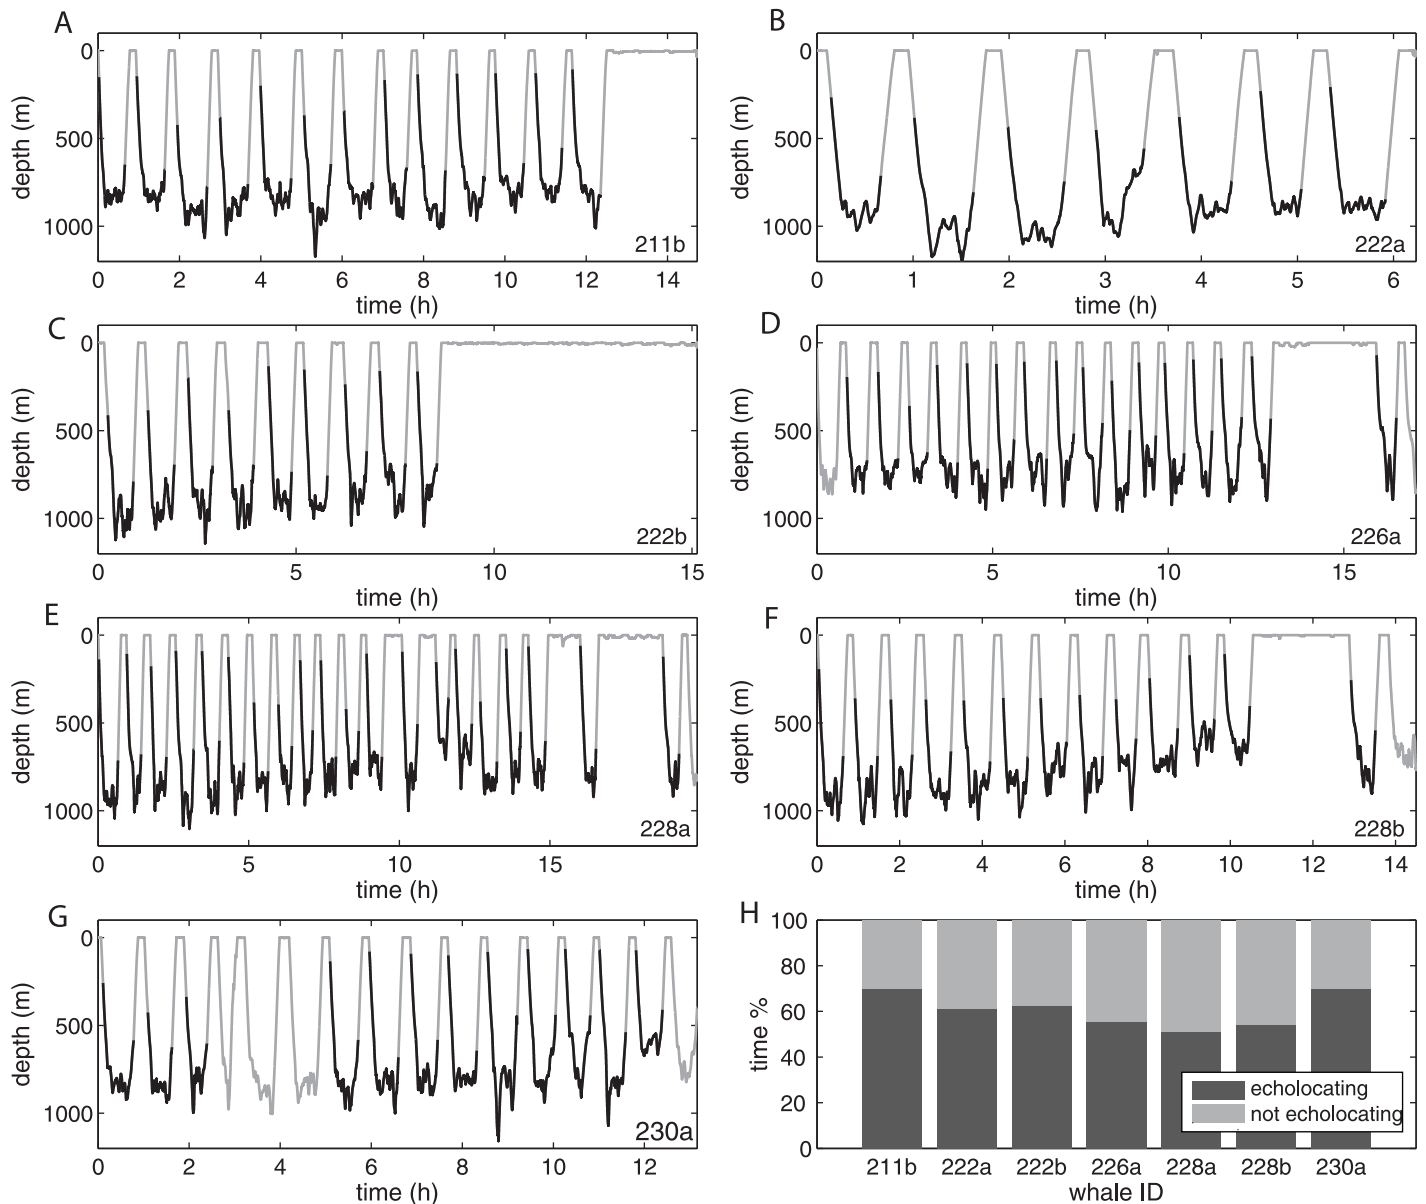 A
0
500
1000
depth (m)
0 2 4 6 8 10 12 14
time (h)
211b
B
0
500
1000
depth (m)
0 1 2 3 4 5 6
time (h)
222a
C
0
500
1000
depth (m)
0 5 10 15
time (h)
222b
D
0
500
1000
depth (m)
0 5 10 15
time (h)
226a
E
0
500
1000
depth (m)
0 5 10 15
time (h)
228a
F
0
500
1000
depth (m)
0 2 4 6 8 10 12 14
time (h)
228b
G
0
500
1000
depth (m)
0 2 4 6 8 10 12
time (h)
230a
H
100
80
60
40
20
0
time %
echolocating
not echolocating
211b 222a 222b 226a 228a 228b 230a
whale ID